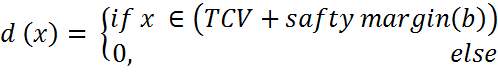 d (x) = {if x ∈ (TCV + safty margin(b))
0, else